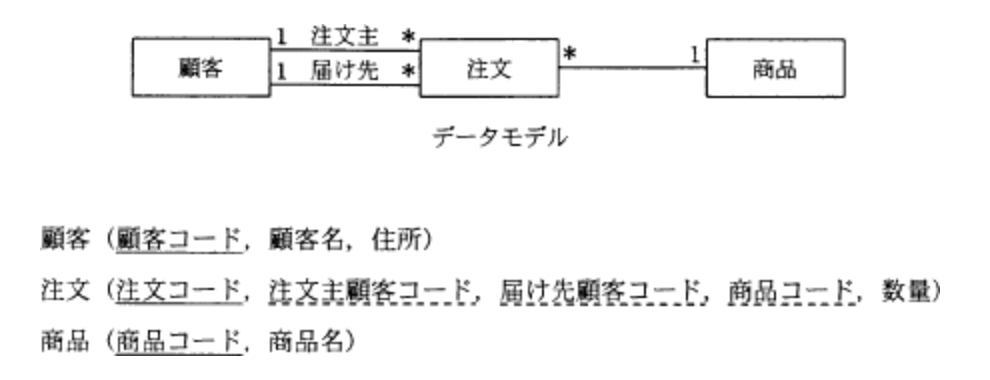 1 注文主 *
顧客 1 届け先 * 注文 * 1 商品
データモデル
顧客（顧客コード，顧客名，住所）
注文（注文コード，注文主顧客コード，届け先顧客コード，商品コード，数量）
商品（商品コード，商品名）